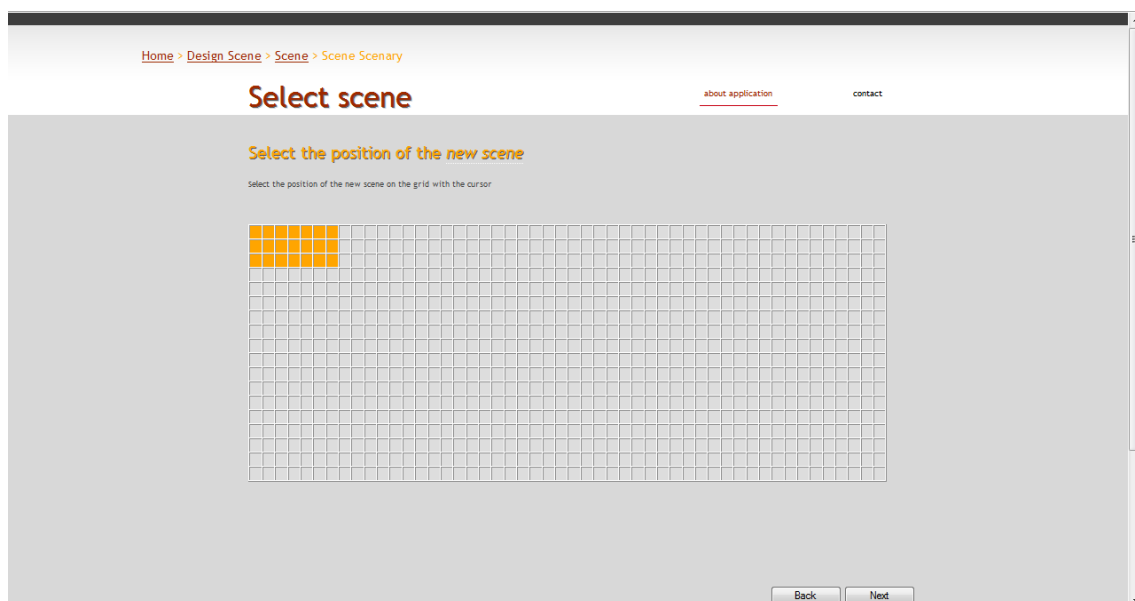 Home > Design Scene > Scene > Scene Scenary
Select scene
about application
contact
Select the position of the new scene
Select the position of the new scene on the grid with the cursor
Back
Next